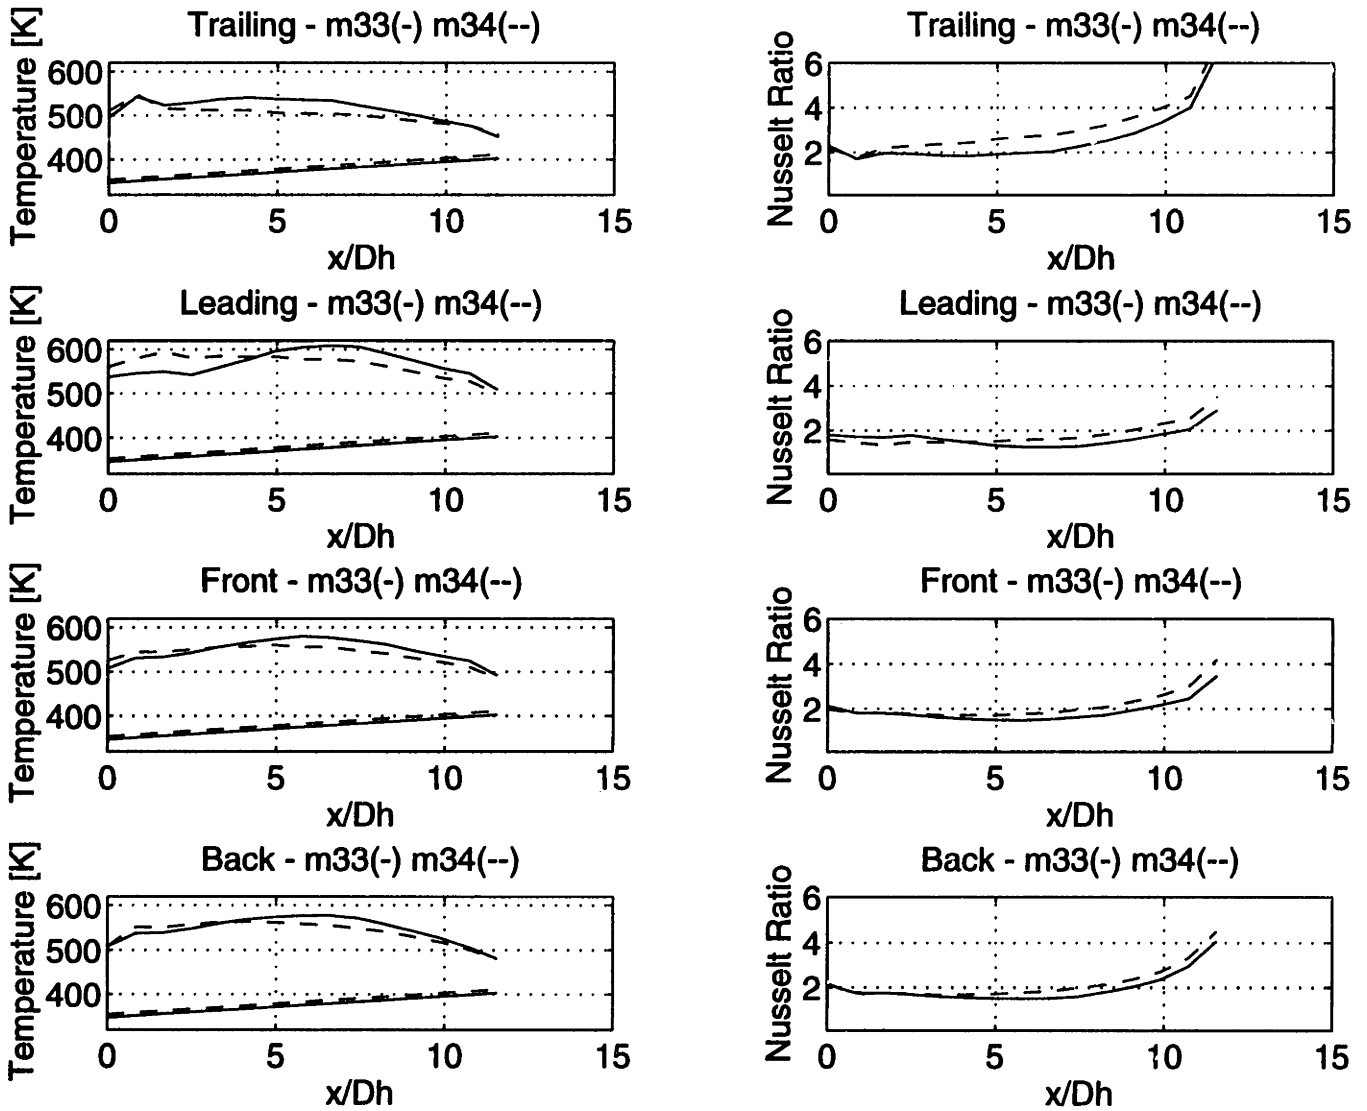 Trailing - m33(-) m34(--)
Temperature [K]
600
500
400
0 5 10 15
x/Dh
Trailing - m33(-) m34(--)
Nusselt Ratio
6
4
2
0 5 10 15
x/Dh
Leading - m33(-) m34(--)
Temperature [K]
600
500
400
0 5 10 15
x/Dh
Leading - m33(-) m34(--)
Nusselt Ratio
6
4
2
0 5 10 15
x/Dh
Front - m33(-) m34(--)
Temperature [K]
600
500
400
0 5 10 15
x/Dh
Front - m33(-) m34(--)
Nusselt Ratio
6
4
2
0 5 10 15
x/Dh
Back - m33(-) m34(--)
Temperature [K]
600
500
400
0 5 10 15
x/Dh
Back - m33(-) m34(--)
Nusselt Ratio
6
4
2
0 5 10 15
x/Dh